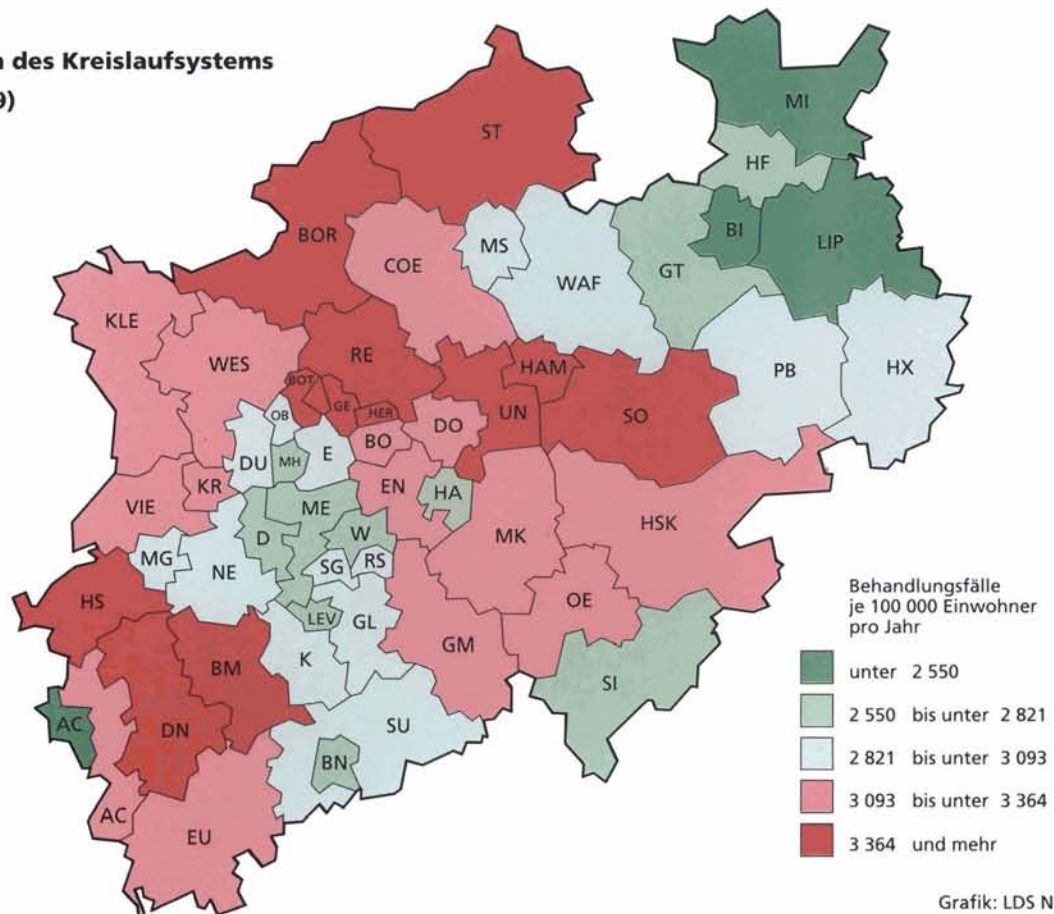 des Kreislaufsystems
9)
MI
ST
HF
BI
LIP
BOR
MS
COE
GT
WAF
KLE
WES
RE
HAM
PB
HX
BOT
GE
HER
OB
UN
SO
DO
BO
DU
MH
E
KR
EN
HA
VIE
ME
D
W
MK
HSK
MG
NE
SG
RS
HS
OE
LEV
GL
K
GM
BM
SI
AC
DN
SU
BN
AC
EU
Behandlungsfälle
je 100 000 Einwohner
pro Jahr
unter 2 550
2 550 bis unter 2 821
2 821 bis unter 3 093
3 093 bis unter 3 364
3 364 und mehr
Grafik: LDS N